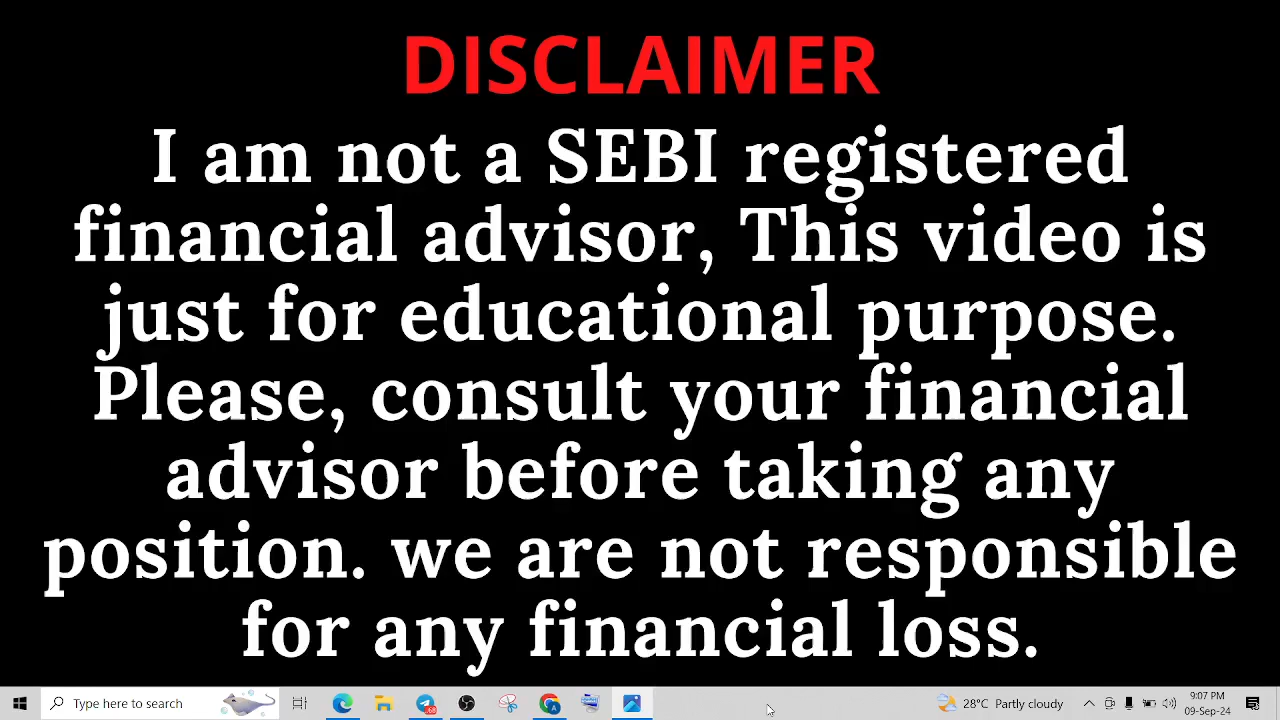 DISCLAIMER
I am not a SEBI registered
financial advisor, This video is
just for educational purpose.
Please, consult your financial
advisor before taking any
position. we are not responsible
for any financial loss.
Type here to search
28°C Partly cloudy
9:07 PM
09-Sep-24